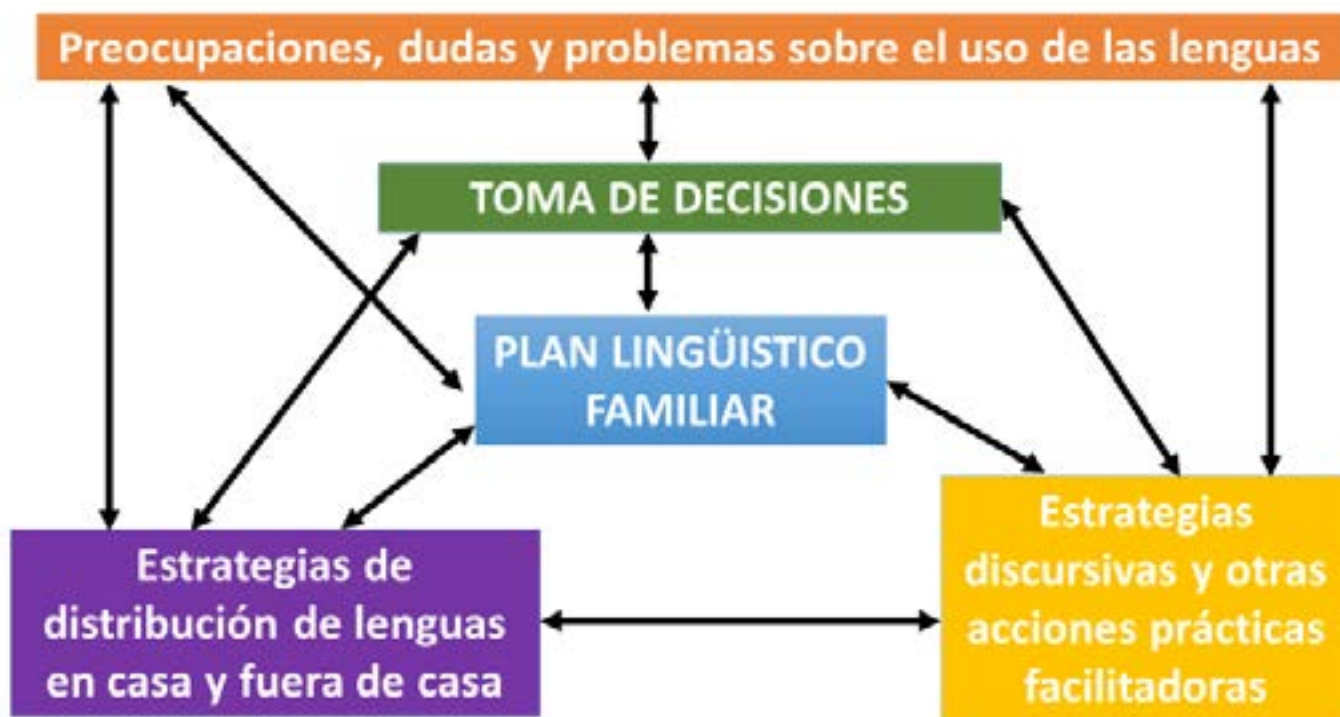 Preocupaciones, dudas y problemas sobre el uso de las lenguas
TOMA DE DECISIONES
PLAN LINGÜISTICO
FAMILIAR
Estrategias de
distribución de lenguas
en casa y fuera de casa
Estrategias
discursivas y otras
acciones prácticas
facilitadoras